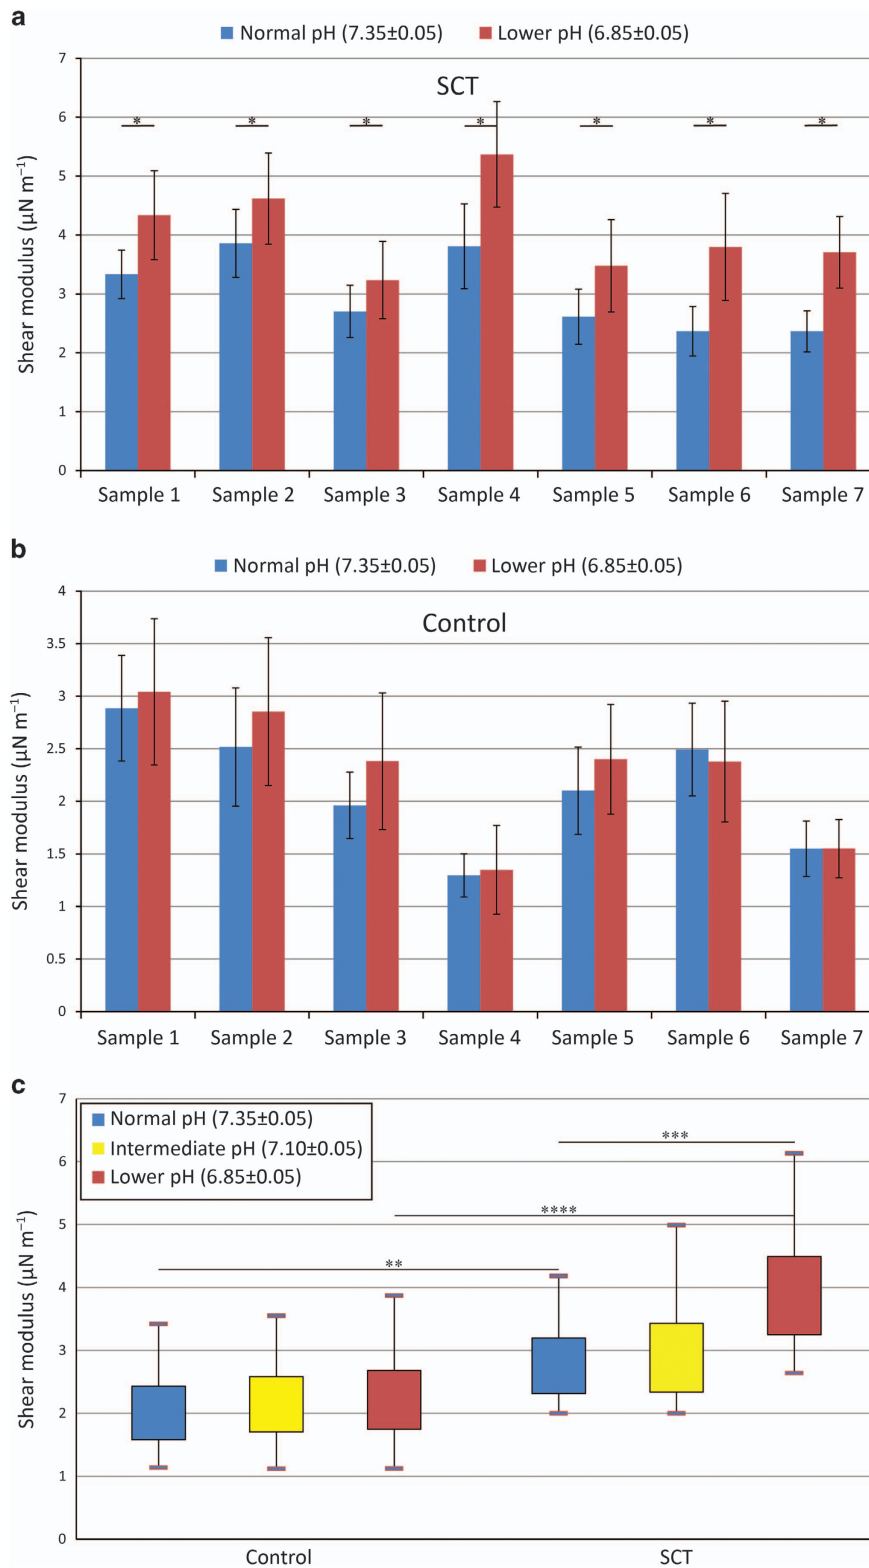 a
Normal pH (7.35±0.05) Lower pH (6.85±0.05)
SCT
Shear modulus (µN m⁻¹)
7
6
5
4
3
2
1
0
* * * * * * *
Sample 1 Sample 2 Sample 3 Sample 4 Sample 5 Sample 6 Sample 7
b
Normal pH (7.35±0.05) Lower pH (6.85±0.05)
Control
Shear modulus (µN m⁻¹)
4
3.5
3
2.5
2
1.5
1
0.5
0
Sample 1 Sample 2 Sample 3 Sample 4 Sample 5 Sample 6 Sample 7
c
Normal pH (7.35±0.05)
Intermediate pH (7.10±0.05)
Lower pH (6.85±0.05)
Shear modulus (µN m⁻¹)
7
6
5
4
3
2
1
0
***
****
**
Control SCT